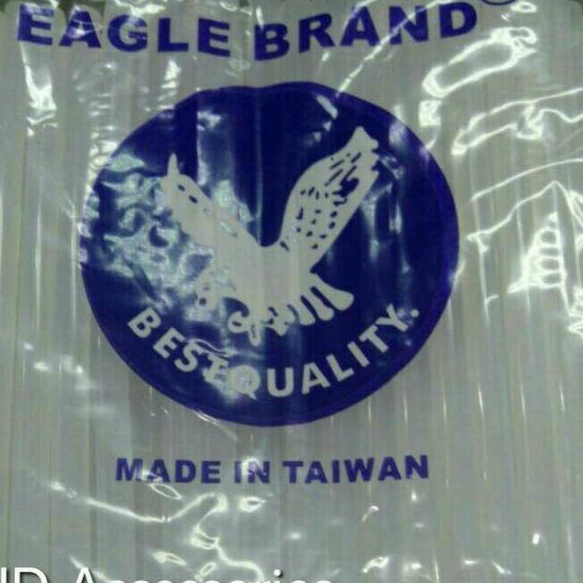 EAGLE BRAND
BEST QUALITY.
MADE IN TAIWAN